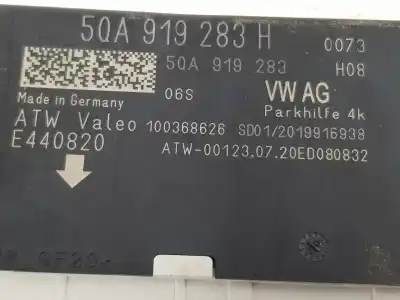 5QA 919 283 H 0073
5QA 919 283 H08
Made in Germany 06S VW AG
Parkhilfe 4k
ATW Valeo 100368626 SD01/2019916938
E440820 ATW-00123.07.20ED080832